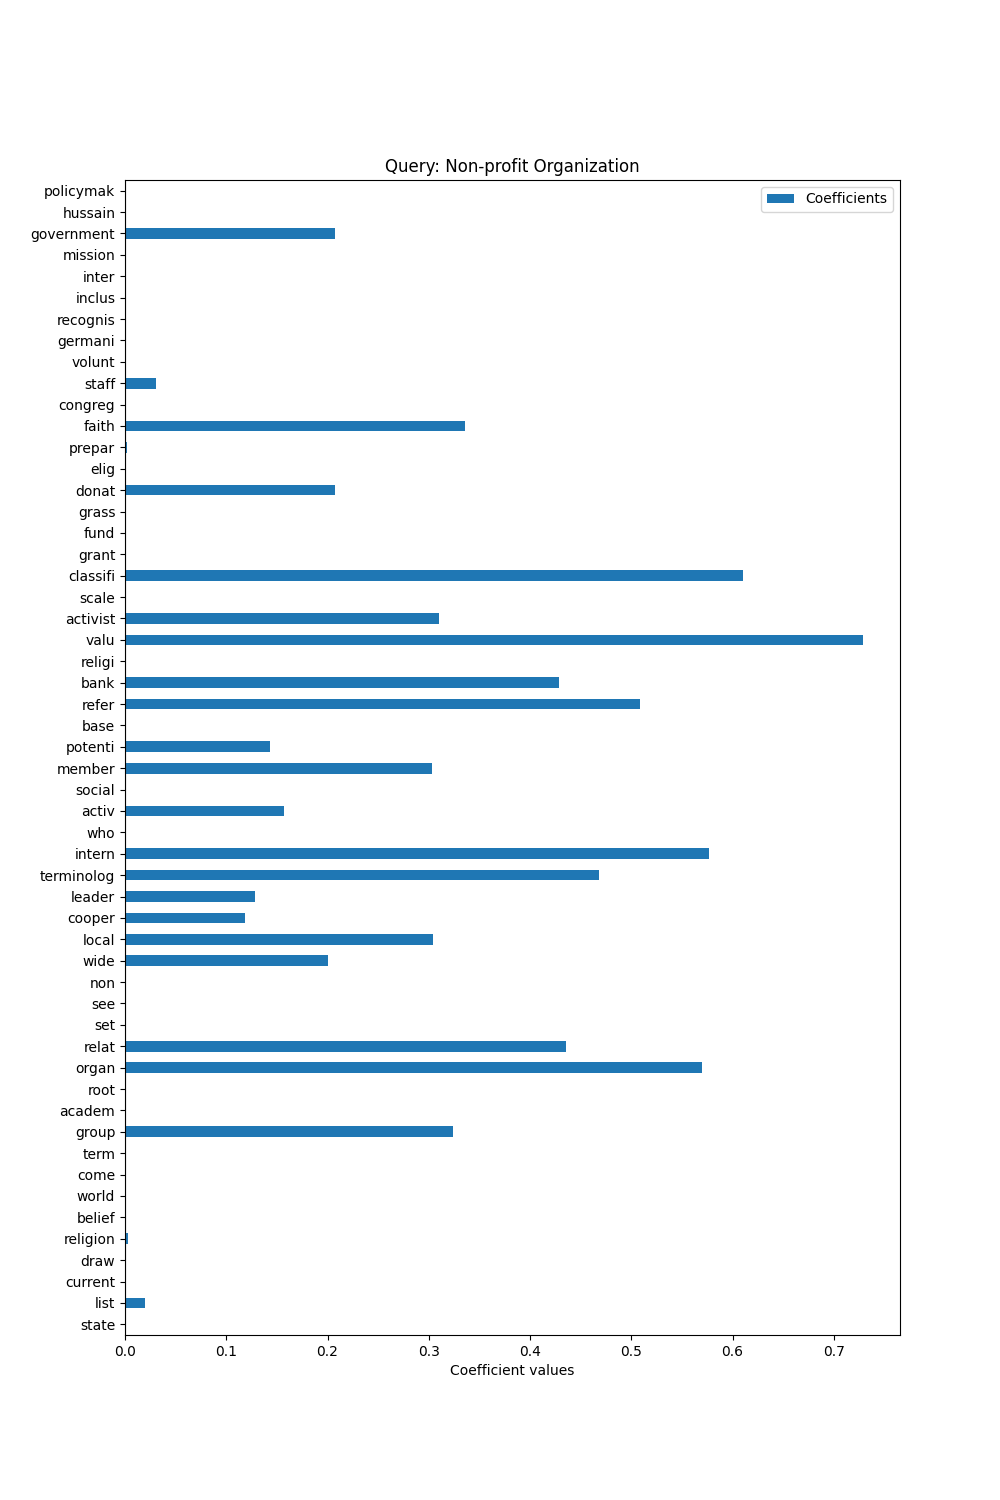 Query: Non-profit Organization
Coefficients
policymak
hussain
government
mission
inter
inclus
recognis
germani
volunt
staff
congreg
faith
prepar
elig
donat
grass
fund
grant
classifi
scale
activist
valu
religi
bank
refer
base
potenti
member
social
activ
who
intern
terminolog
leader
cooper
local
wide
non
see
set
relat
organ
root
academ
group
term
come
world
belief
religion
draw
current
list
state
0.0 0.1 0.2 0.3 0.4 0.5 0.6 0.7
Coefficient values